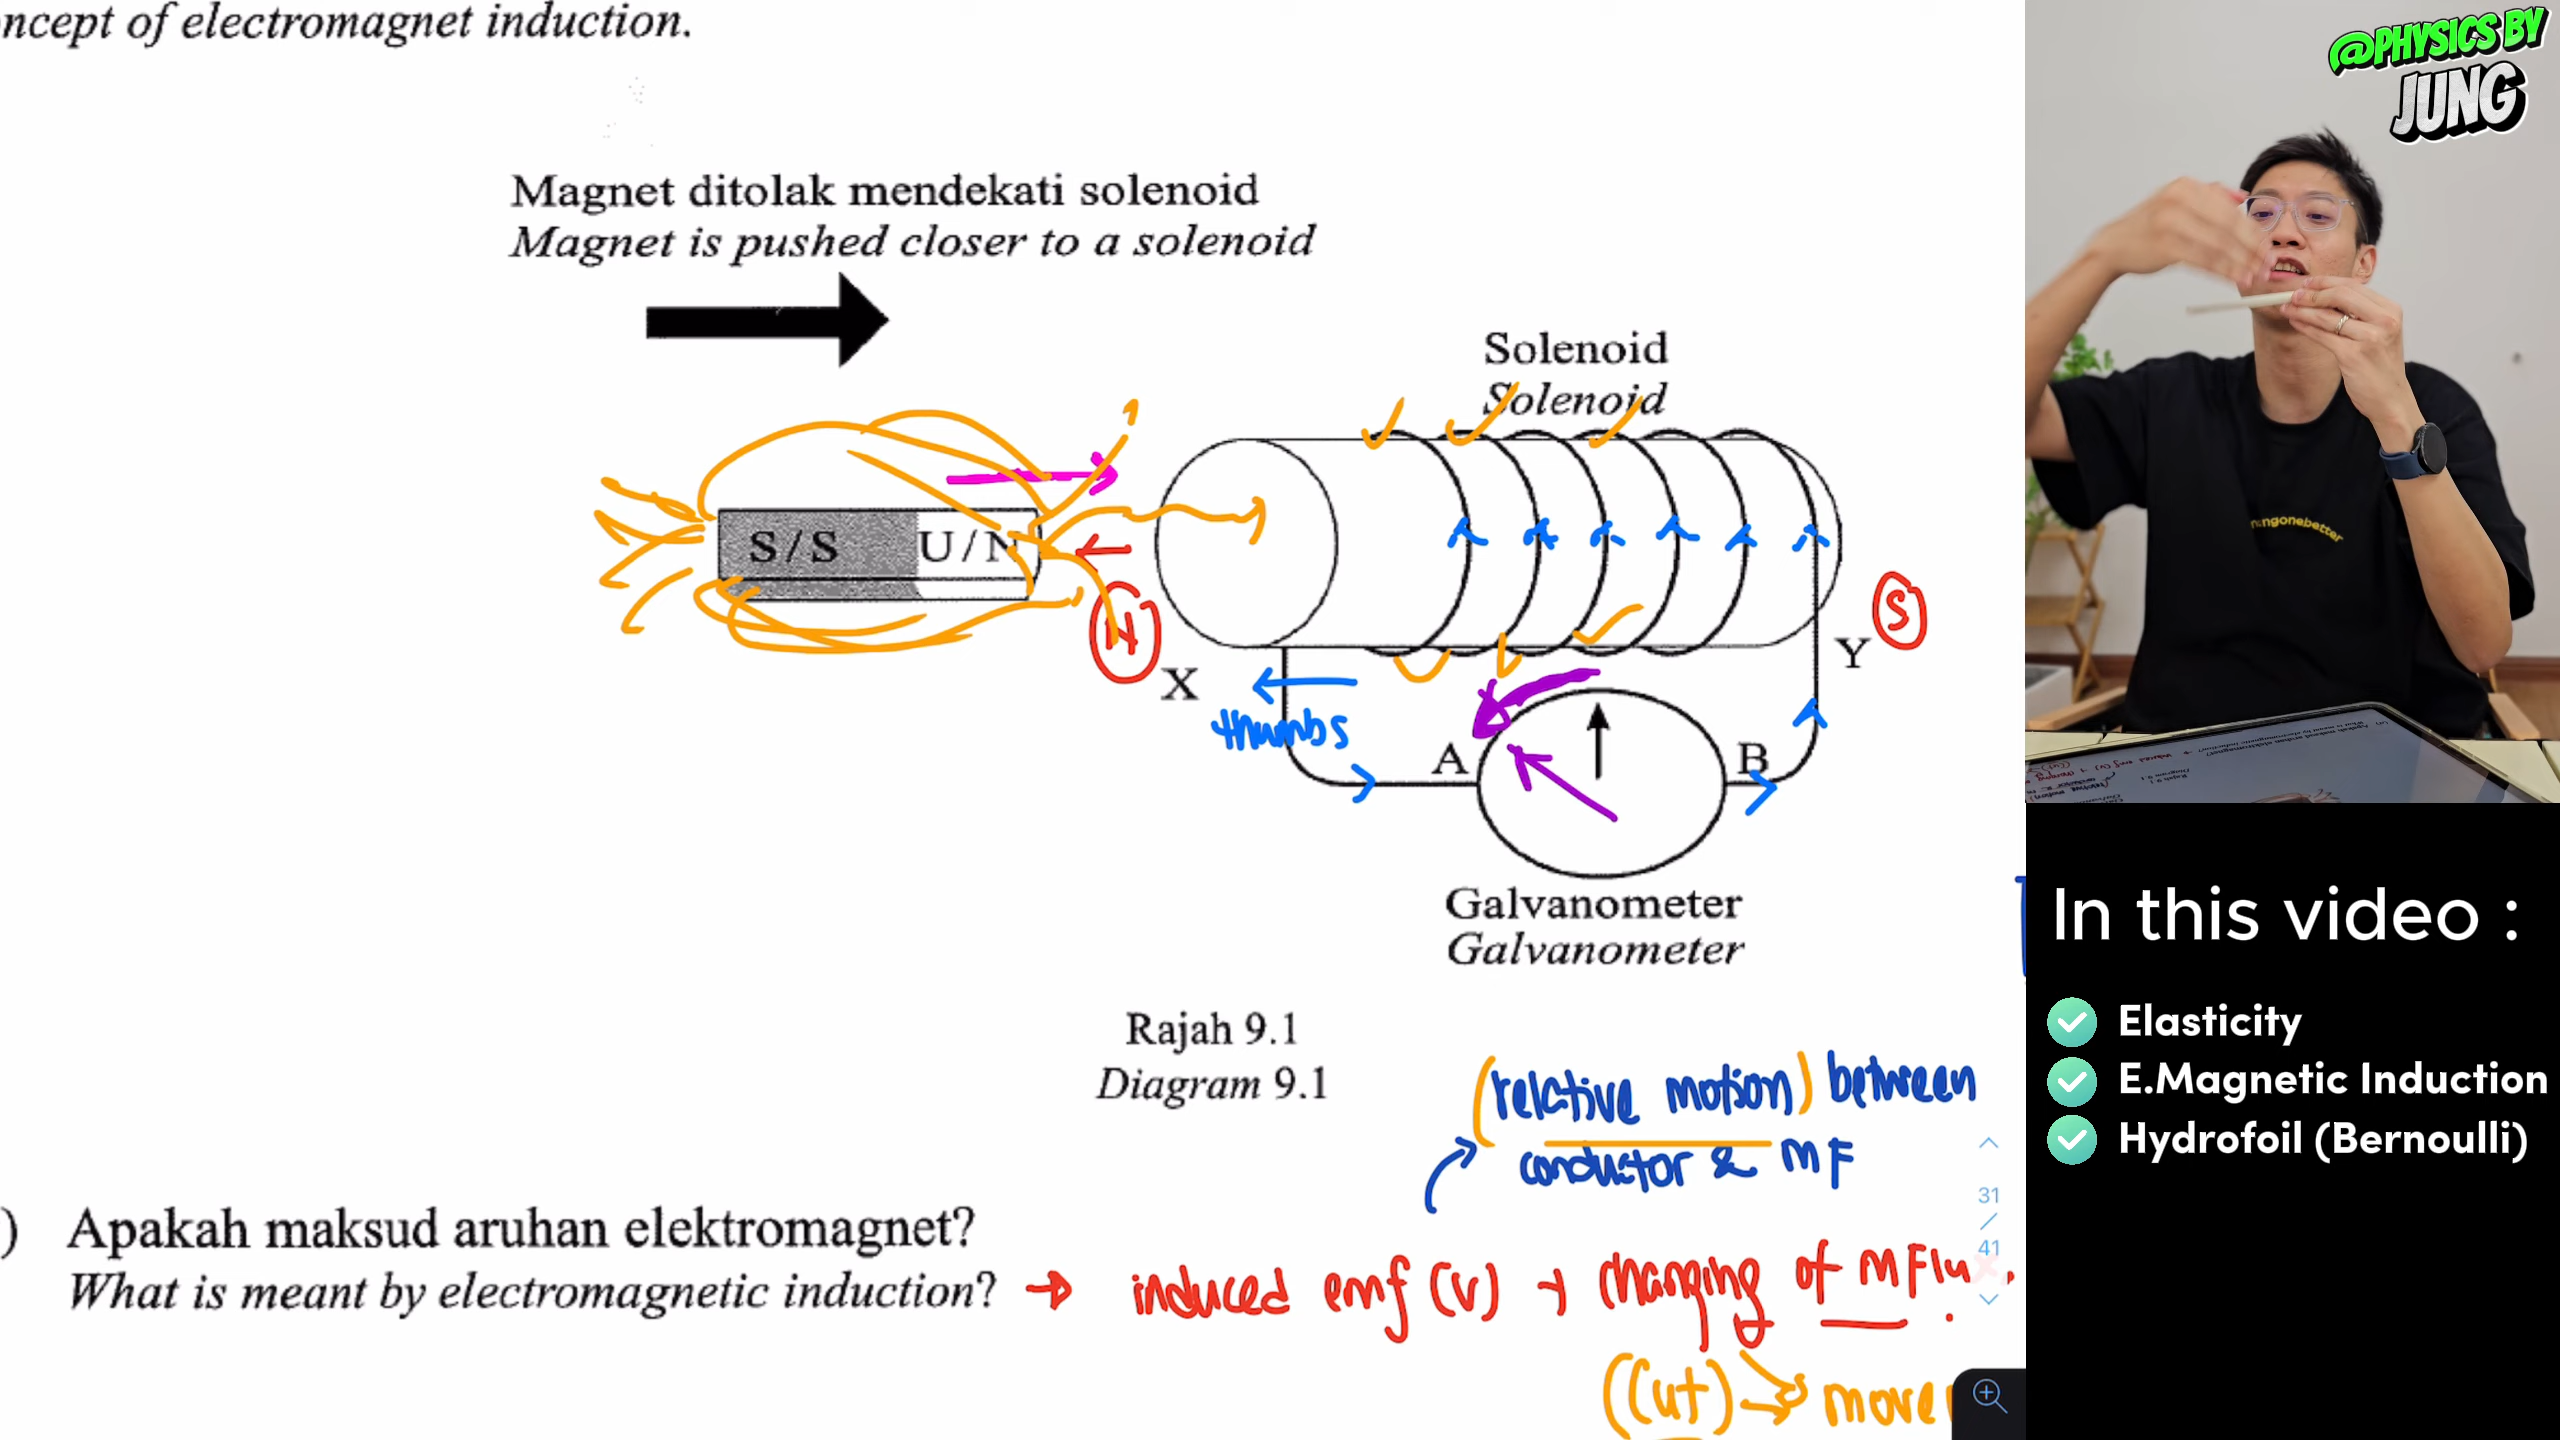 ncept of electromagnet induction.
@PHYSICS BY
JUNG
Magnet ditolak mendekati solenoid
Magnet is pushed closer to a solenoid
Solenoid
Solenoid
S/S
U/N
N
S
X
Y
thumbs
A
B
Galvanometer
Galvanometer
Rajah 9.1
Diagram 9.1
(relative motion) between
conductor & MF
) Apakah maksud aruhan elektromagnet?
What is meant by electromagnetic induction?
induced emf (V) → changing of MFlu
((ut) → move
31
/
41
In this video :
Elasticity
E.Magnetic Induction
Hydrofoil (Bernoulli)